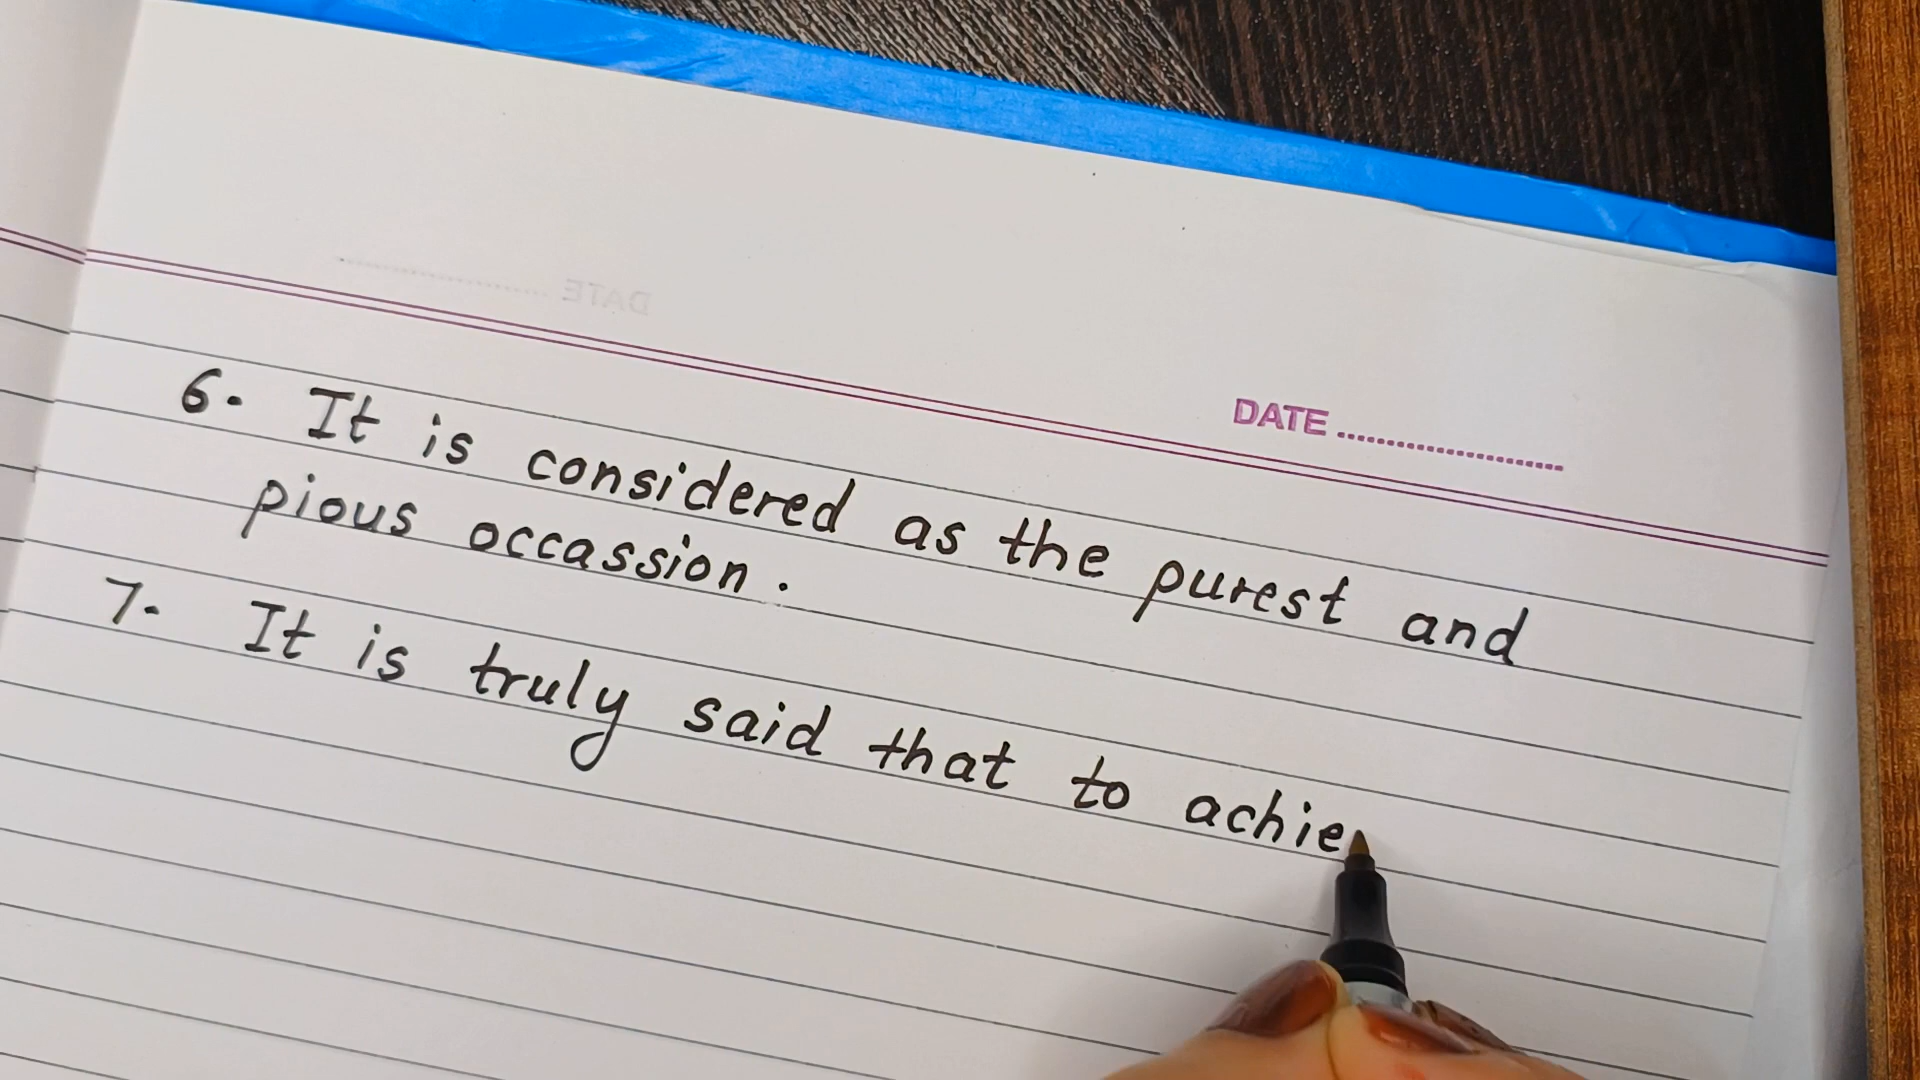 DATE
6. It is considered as the purest and
pious occassion.
7. It is truly said that to achie